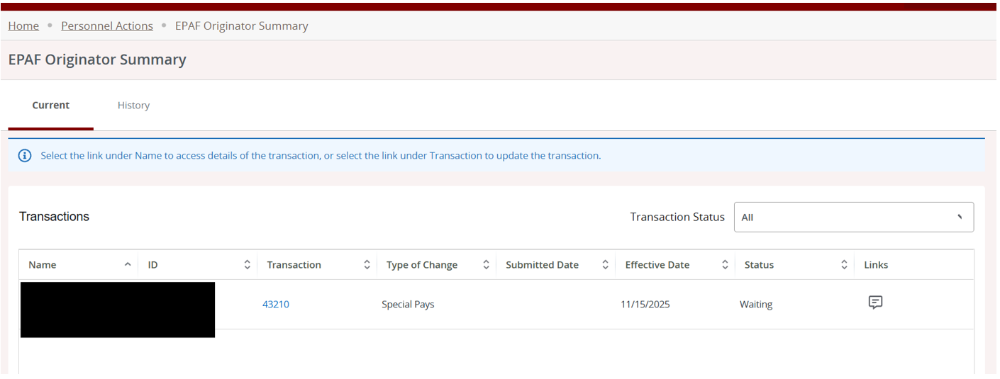 Home • Personnel Actions • EPAF Originator Summary
EPAF Originator Summary
Current History
Select the link under Name to access details of the transaction, or select the link under Transaction to update the transaction.
Transactions Transaction Status All
Name ID Transaction Type of Change Submitted Date Effective Date Status Links
43210 Special Pays 11/15/2025 Waiting